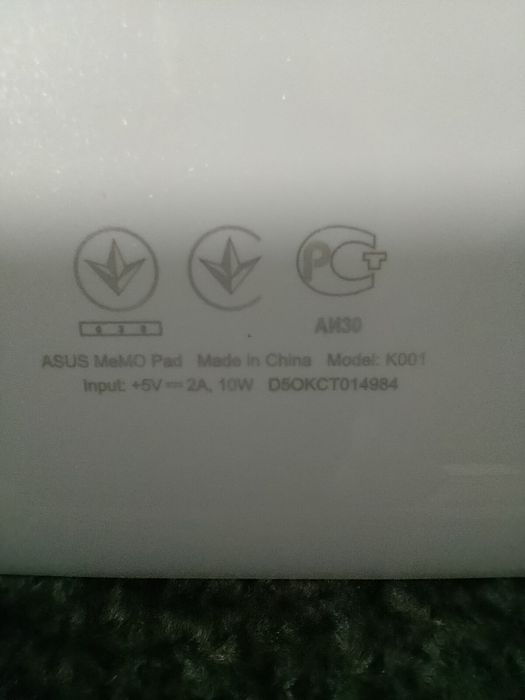 АИ30
ASUS MeMO Pad Made in China Model: K001
Input: +5V⎓2A, 10W D5OKCT014984